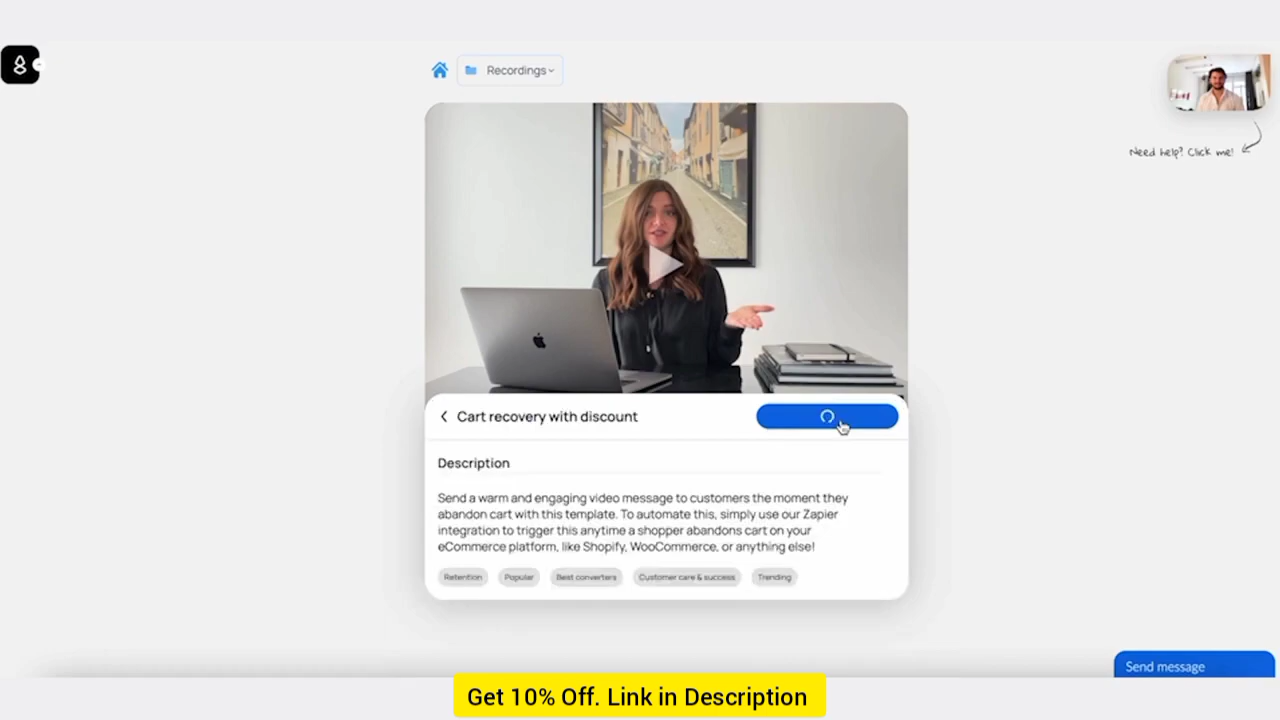 Recordings
Need help? Click me!
Cart recovery with discount
Description
Send a warm and engaging video message to customers the moment they
abandon cart with this template. To automate this, simply use our Zapier
integration to trigger this anytime a shopper abandons cart on your
eCommerce platform, like Shopify, WooCommerce, or anything else!
Retention Popular Best converters Customer care & success Trending
Send message
Get 10% Off. Link in Description